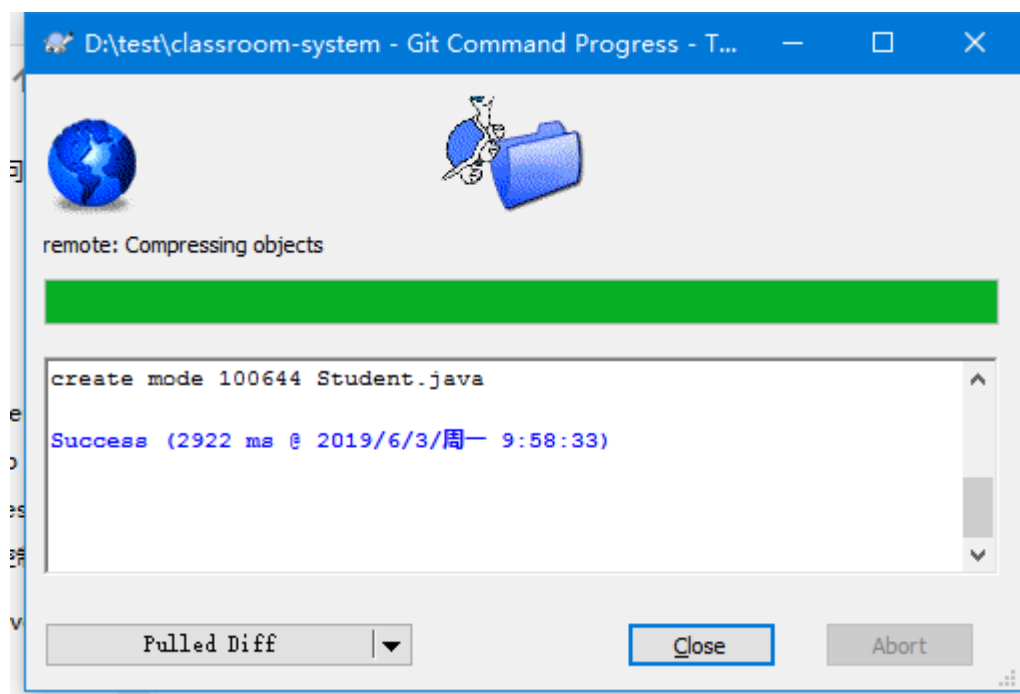 D:\test\classroom-system - Git Command Progress - T...
remote: Compressing objects
create mode 100644 Student.java
Success (2922 ms @ 2019/6/3/周一 9:58:33)
Pulled Diff
Close
Abort